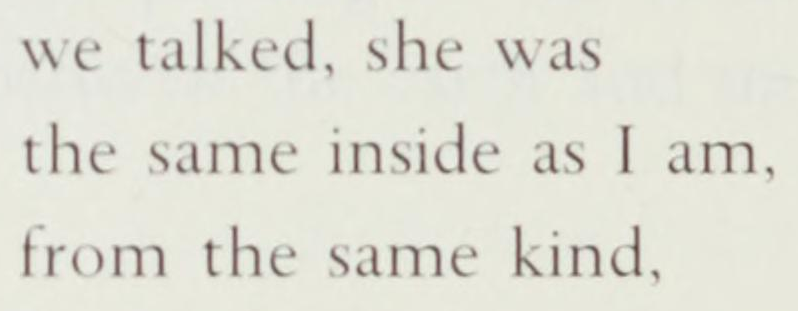 we talked, she was
the same inside as I am,
from the same kind,